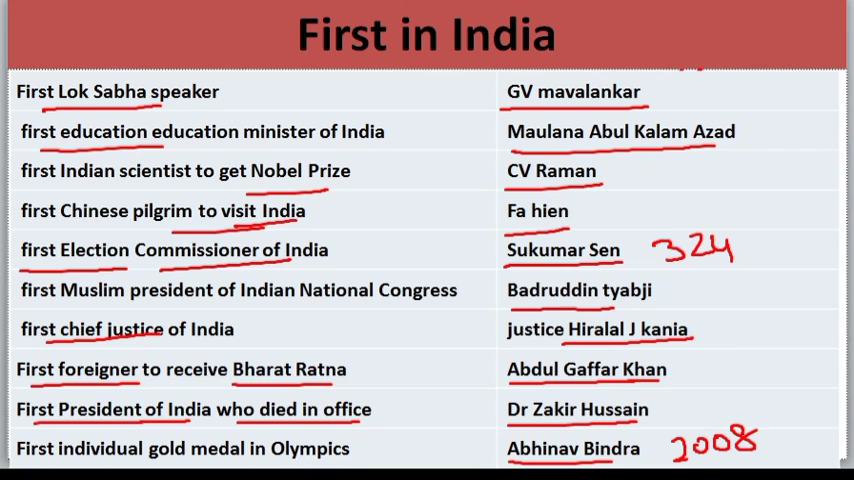 First in India
First Lok Sabha speaker GV mavalankar
first education education minister of India Maulana Abul Kalam Azad
first Indian scientist to get Nobel Prize CV Raman
first Chinese pilgrim to visit India Fa hien
first Election Commissioner of India Sukumar Sen 324
first Muslim president of Indian National Congress Badruddin tyabji
first chief justice of India justice Hiralal J kania
First foreigner to receive Bharat Ratna Abdul Gaffar Khan
First President of India who died in office Dr Zakir Hussain
First individual gold medal in Olympics Abhinav Bindra 2008